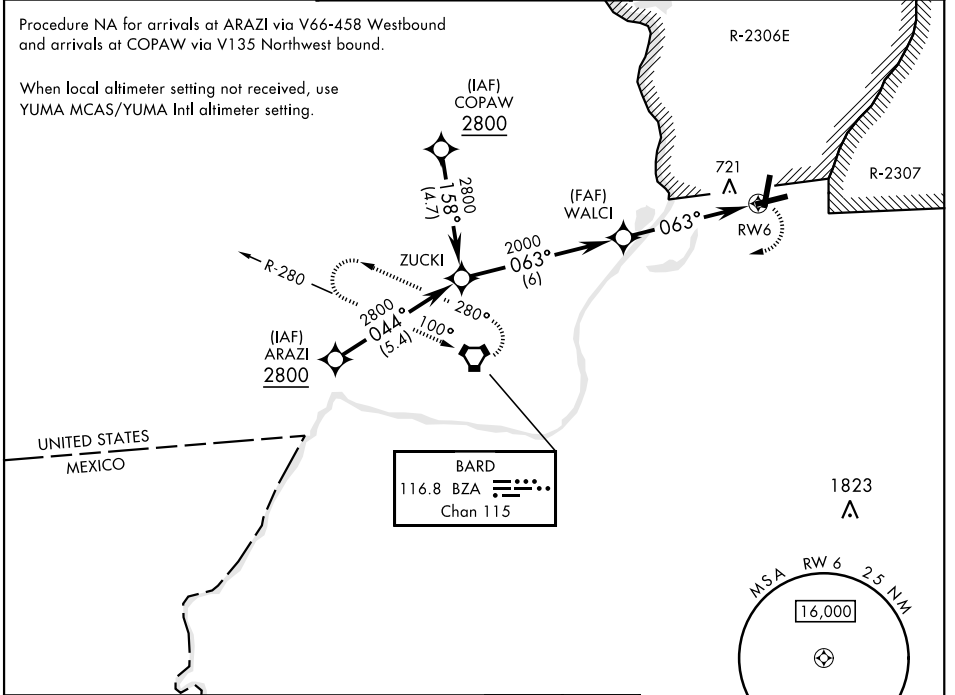 Procedure NA for arrivals at ARAZI via V66-458 Westbound
and arrivals at COPAW via V135 Northwest bound.
When local altimeter setting not received, use
YUMA MCAS/YUMA Intl altimeter setting.
R-2306E
(IAF)
COPAW
2800
R-2307
721
2800
158°
(4.7)
(FAF)
WALCI
063°
RW6
ZUCKI
2000
063°
(6)
R-280
280°
2800
044°
(5.4)
100°
(IAF)
ARAZI
2800
UNITED STATES
MEXICO
BARD
116.8 BZA
Chan 115
1823
MSA RW 6 25 NM
16,000